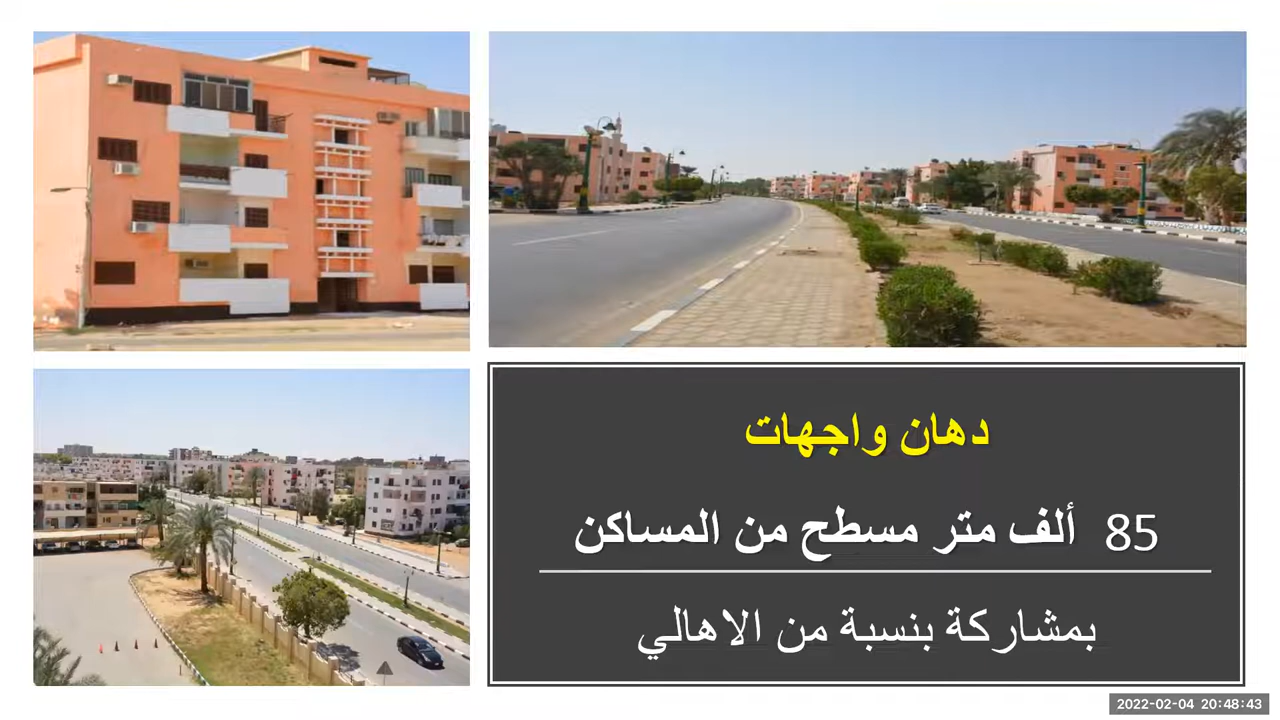 دهان واجهات
85 ألف متر مسطح من المساكن
بمشاركة بنسبة من الاهالي
2022-02-04 20:48:43